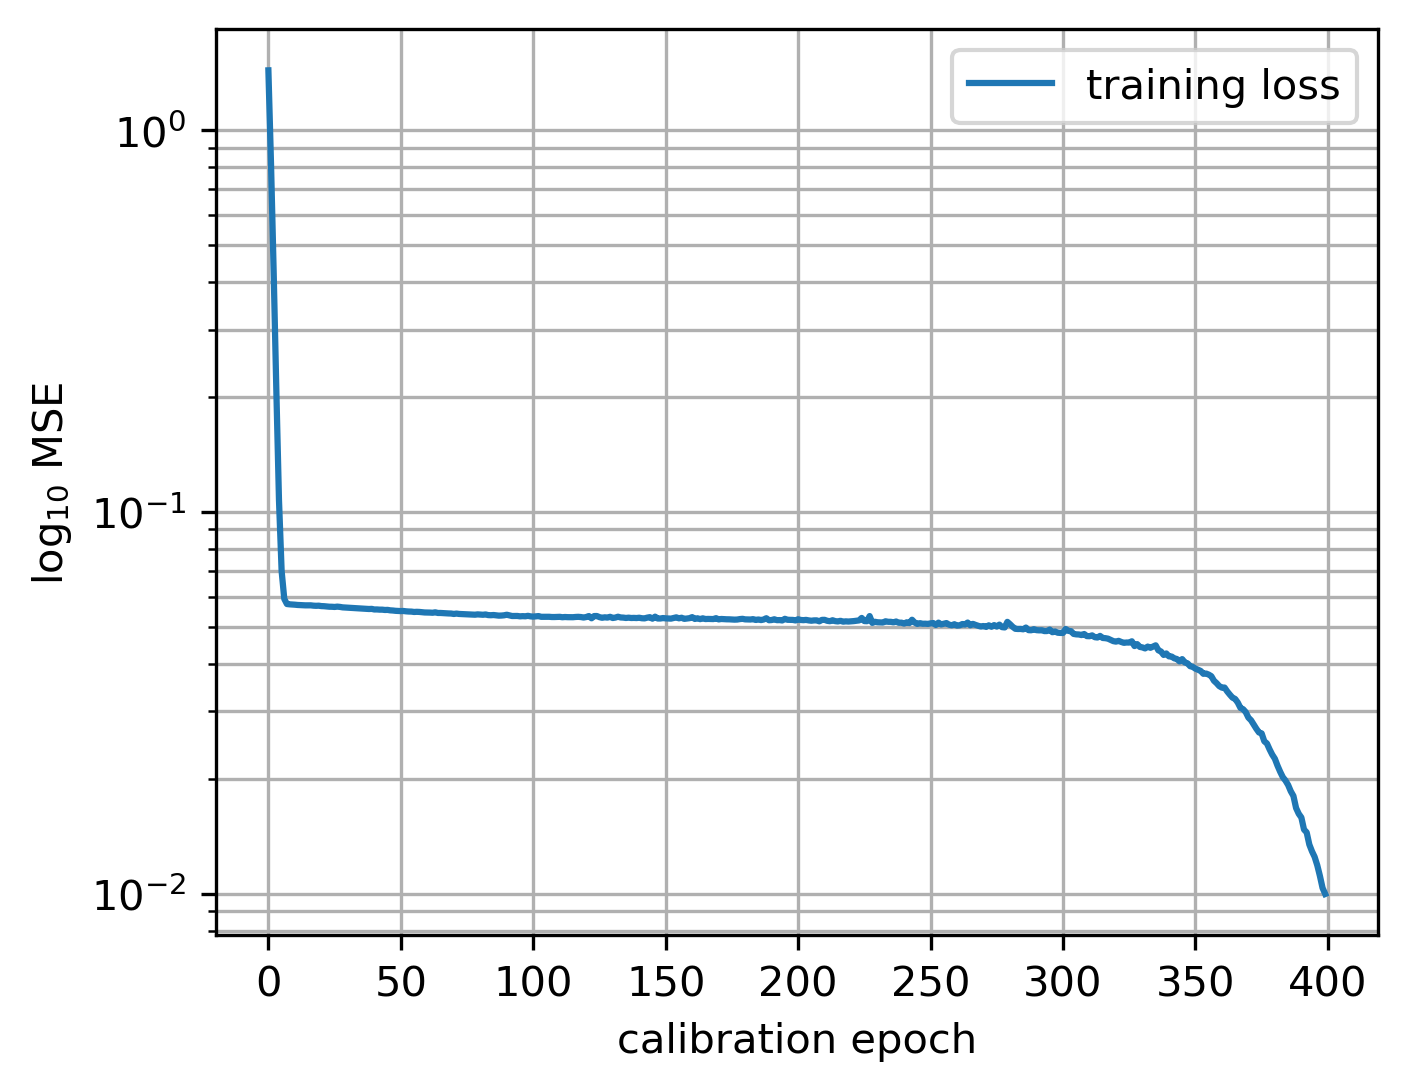 training loss
10⁰
10⁻¹
10⁻²
log₁₀ MSE
0 50 100 150 200 250 300 350 400
calibration epoch